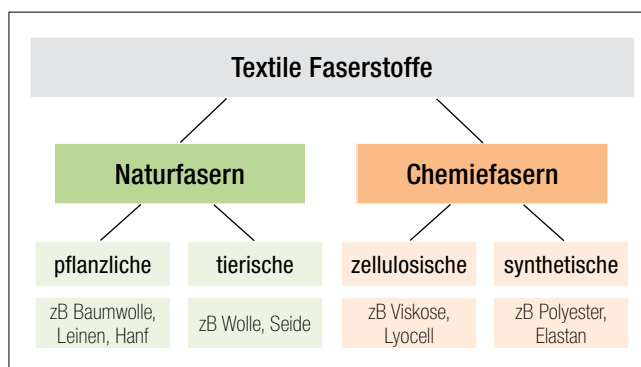 Textile Faserstoffe
Naturfasern
Chemiefasern
pflanzliche
tierische
zellulosische
synthetische
zB Baumwolle,
Leinen, Hanf
zB Wolle, Seide
zB Viskose,
Lyocell
zB Polyester,
Elastan